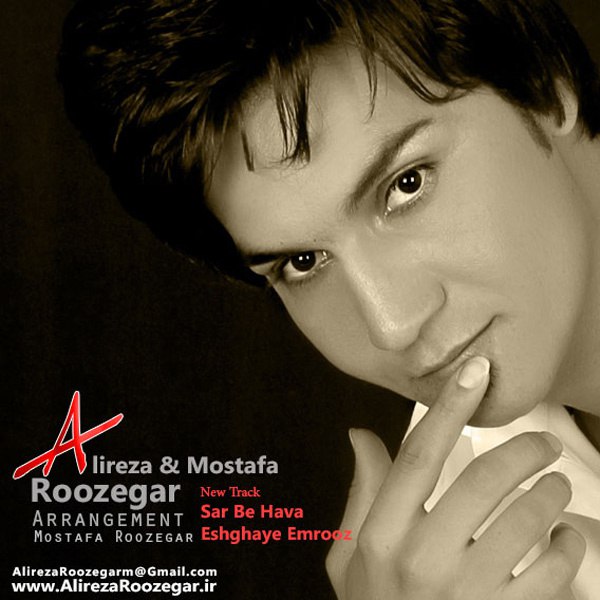 Alireza & Mostafa
Roozegar
New Track
Sar Be Hava
ARRANGEMENT
MOSTAFA ROOZEGAR
Eshghaye Emrooz
AlirezaRoozegarm@Gmail.com
www.AlirezaRoozegar.ir